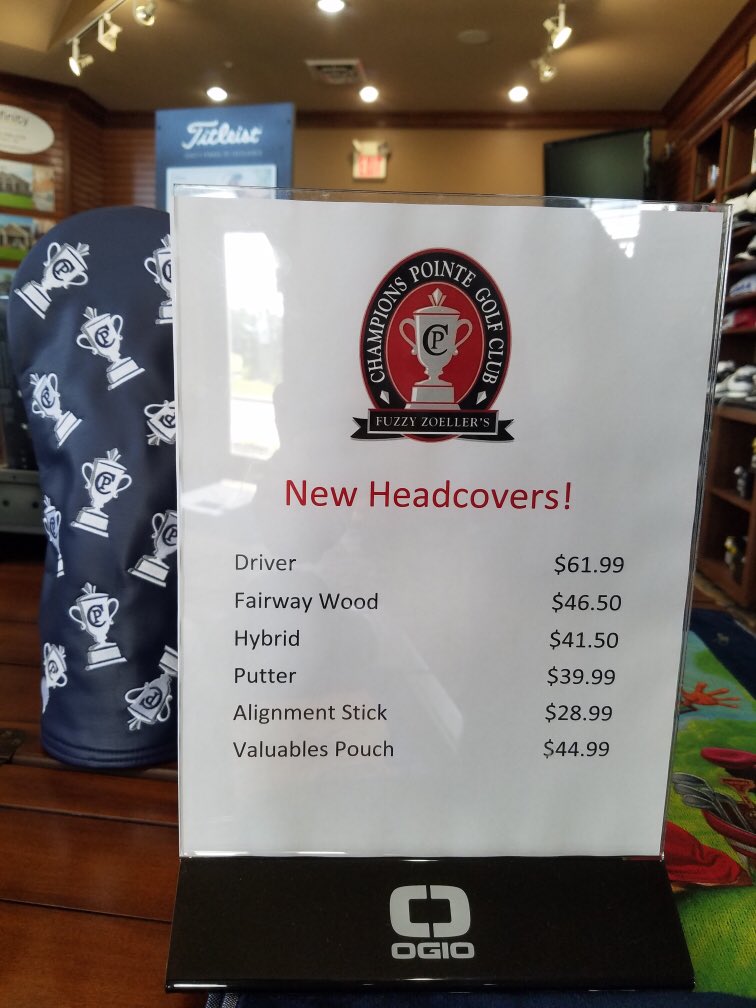 Titleist
CHAMPIONS POINTE GOLF CLUB
CP
FUZZY ZOELLER'S
New Headcovers!
Driver $61.99
Fairway Wood $46.50
Hybrid $41.50
Putter $39.99
Alignment Stick $28.99
Valuables Pouch $44.99
OGIO